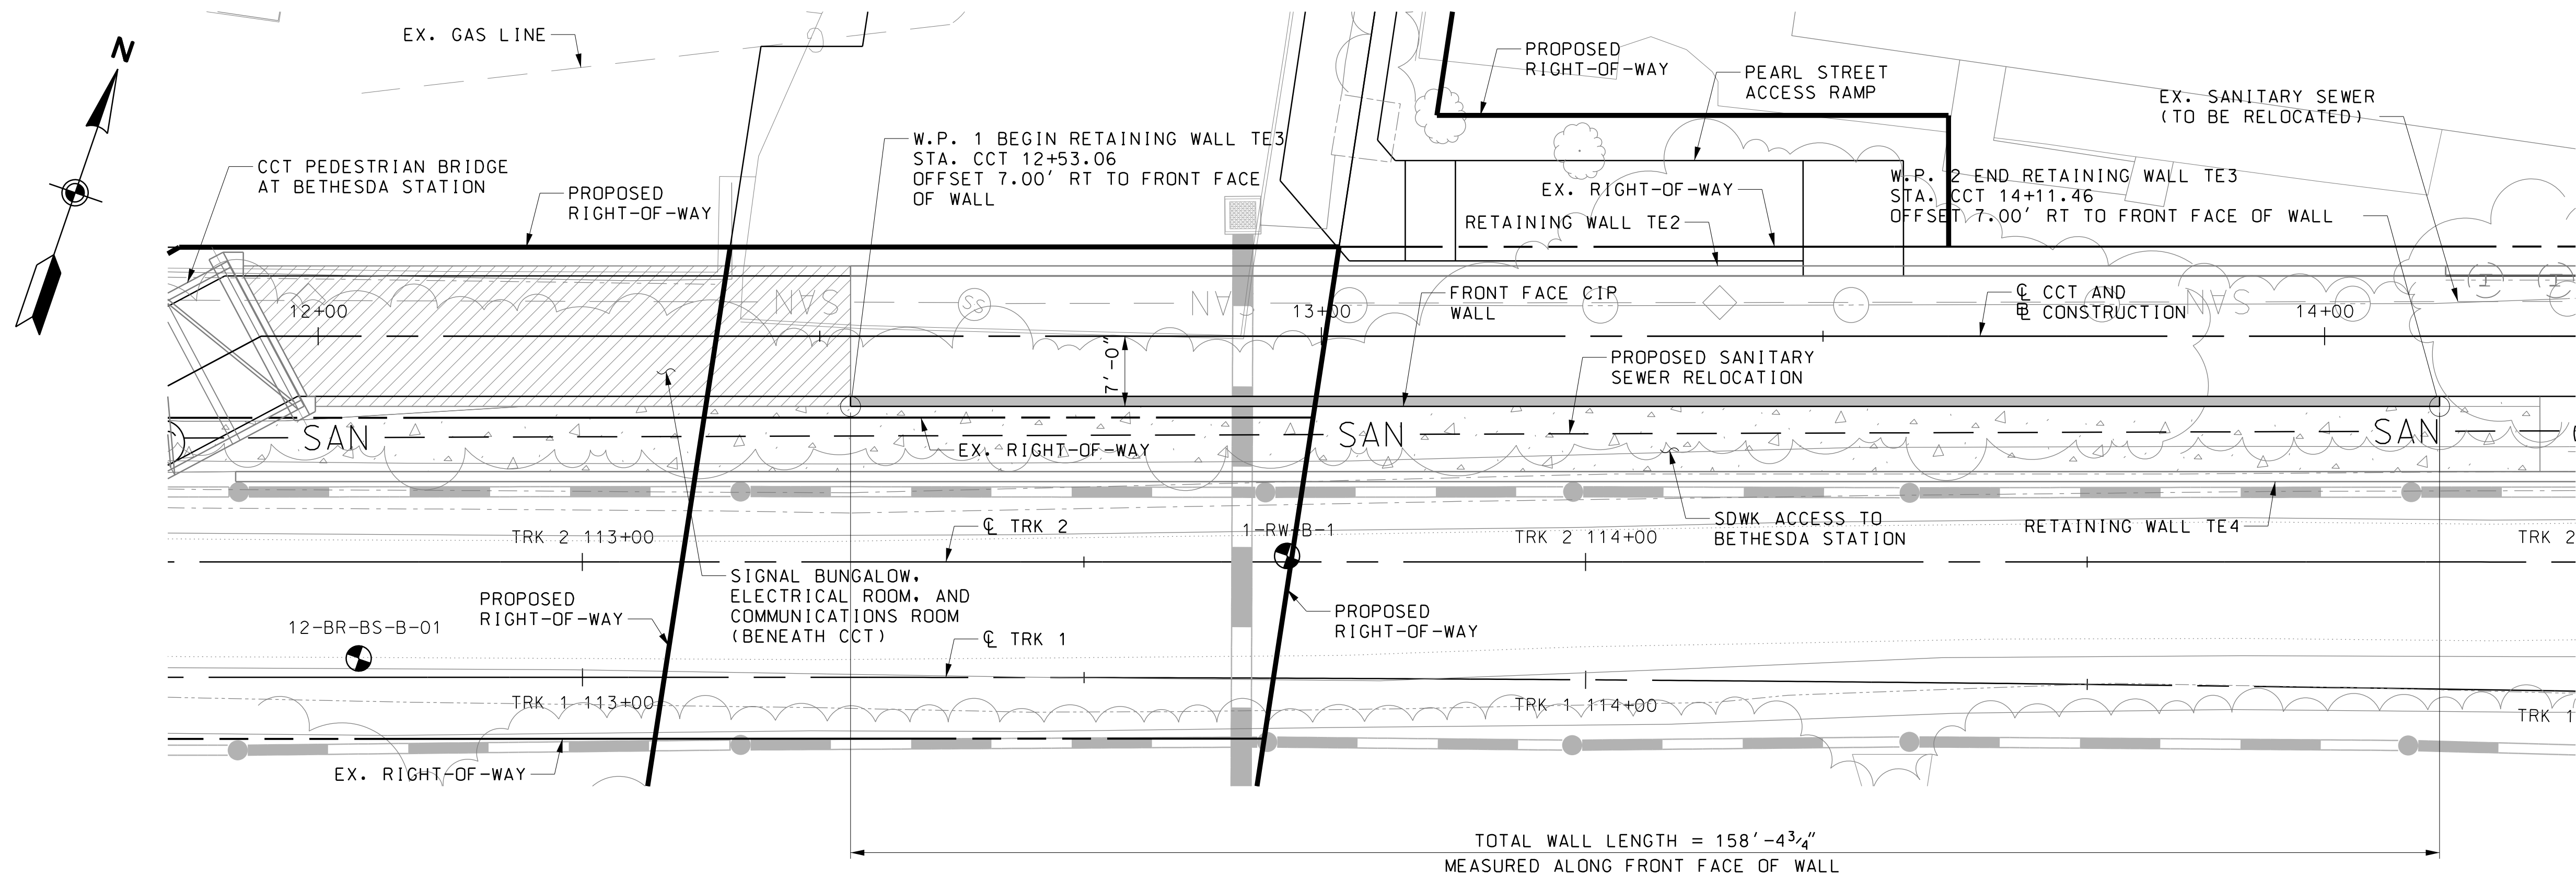 N
EX. GAS LINE
PROPOSED
RIGHT-OF-WAY
PEARL STREET
ACCESS RAMP
EX. SANITARY SEWER
(TO BE RELOCATED)
CCT PEDESTRIAN BRIDGE
AT BETHESDA STATION
PROPOSED
RIGHT-OF-WAY
W.P. 1 BEGIN RETAINING WALL TE3
STA. CCT 12+53.06
OFFSET 7.00' RT TO FRONT FACE
OF WALL
EX. RIGHT-OF-WAY
RETAINING WALL TE2
W.P. 2 END RETAINING WALL TE3
STA. CCT 14+11.46
OFFSET 7.00' RT TO FRONT FACE OF WALL
G
SAN
SS
SAN
SAN
12+00
13+00
14+00
FRONT FACE CIP
WALL
℄ CCT AND
B CONSTRUCTION
7'-0"
PROPOSED SANITARY
SEWER RELOCATION
SAN
SAN
SAN
EX. RIGHT-OF-WAY
TRK 2 113+00
℄ TRK 2
1-RW-B-1
TRK 2 114+00
SDWK ACCESS TO
BETHESDA STATION
RETAINING WALL TE4
TRK 2
SIGNAL BUNGALOW,
ELECTRICAL ROOM, AND
COMMUNICATIONS ROOM
(BENEATH CCT)
PROPOSED
RIGHT-OF-WAY
PROPOSED
RIGHT-OF-WAY
12-BR-BS-B-01
℄ TRK 1
TRK 1 113+00
TRK 1 114+00
TRK 1
EX. RIGHT-OF-WAY
TOTAL WALL LENGTH = 158'-4¾"
MEASURED ALONG FRONT FACE OF WALL